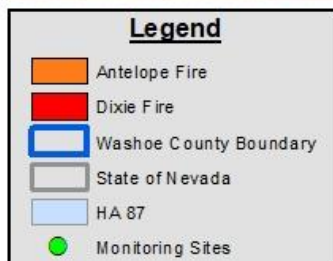 Legend
Antelope Fire
Dixie Fire
Washoe County Boundary
State of Nevada
HA 87
Monitoring Sites